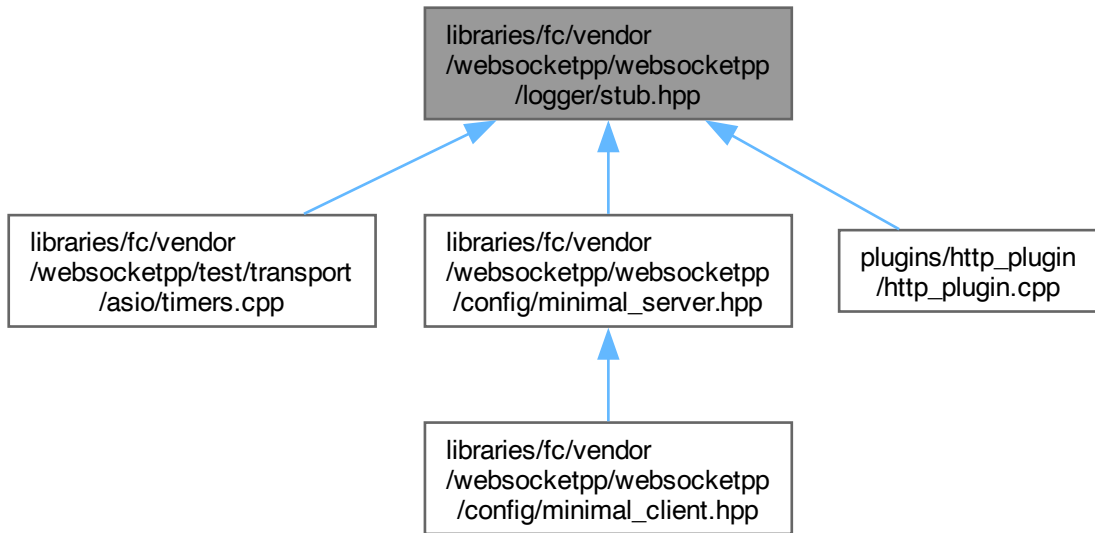 libraries/fc/vendor
/websocketpp/websocketpp
/logger/stub.hpp
libraries/fc/vendor
/websocketpp/test/transport
/asio/timers.cpp
libraries/fc/vendor
/websocketpp/websocketpp
/config/minimal_server.hpp
plugins/http_plugin
/http_plugin.cpp
libraries/fc/vendor
/websocketpp/websocketpp
/config/minimal_client.hpp